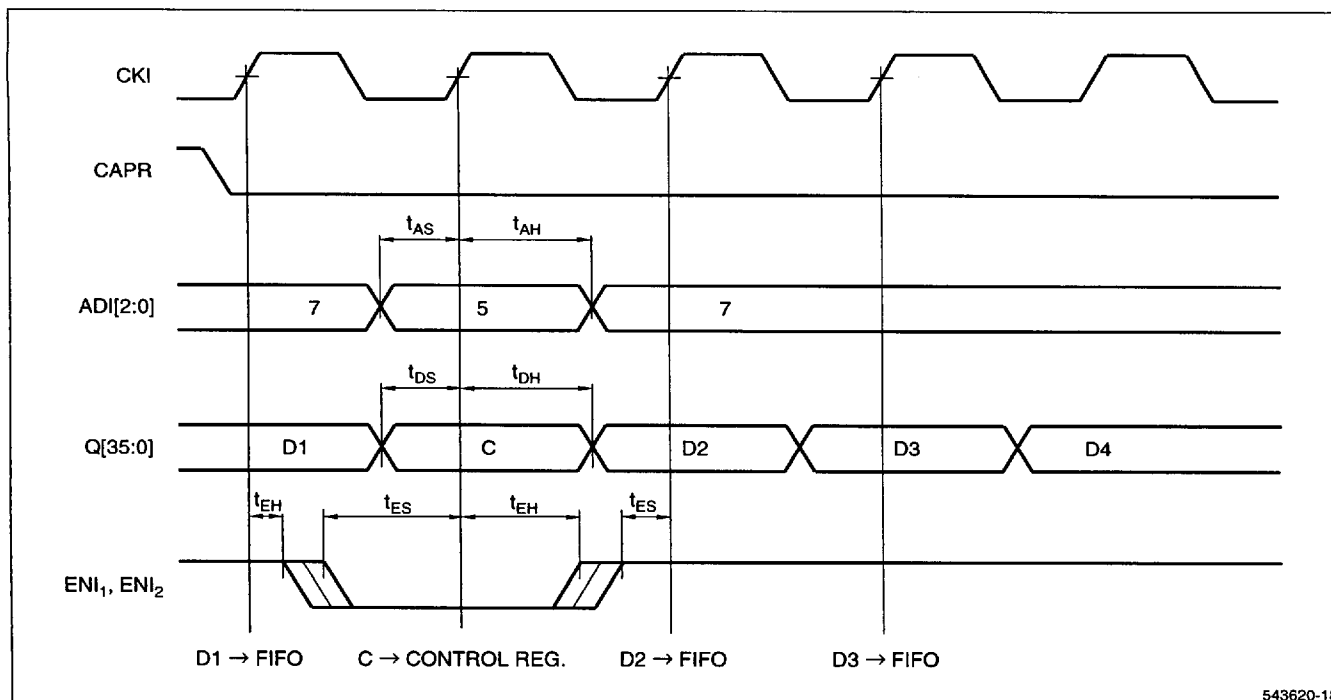 CKI
CAPR
tAS tAH
ADI[2:0] 7 5 7
tDS tDH
Q[35:0] D1 C D2 D3 D4
tEH tES tEH tES
ENI1, ENI2
D1 → FIFO C → CONTROL REG. D2 → FIFO D3 → FIFO